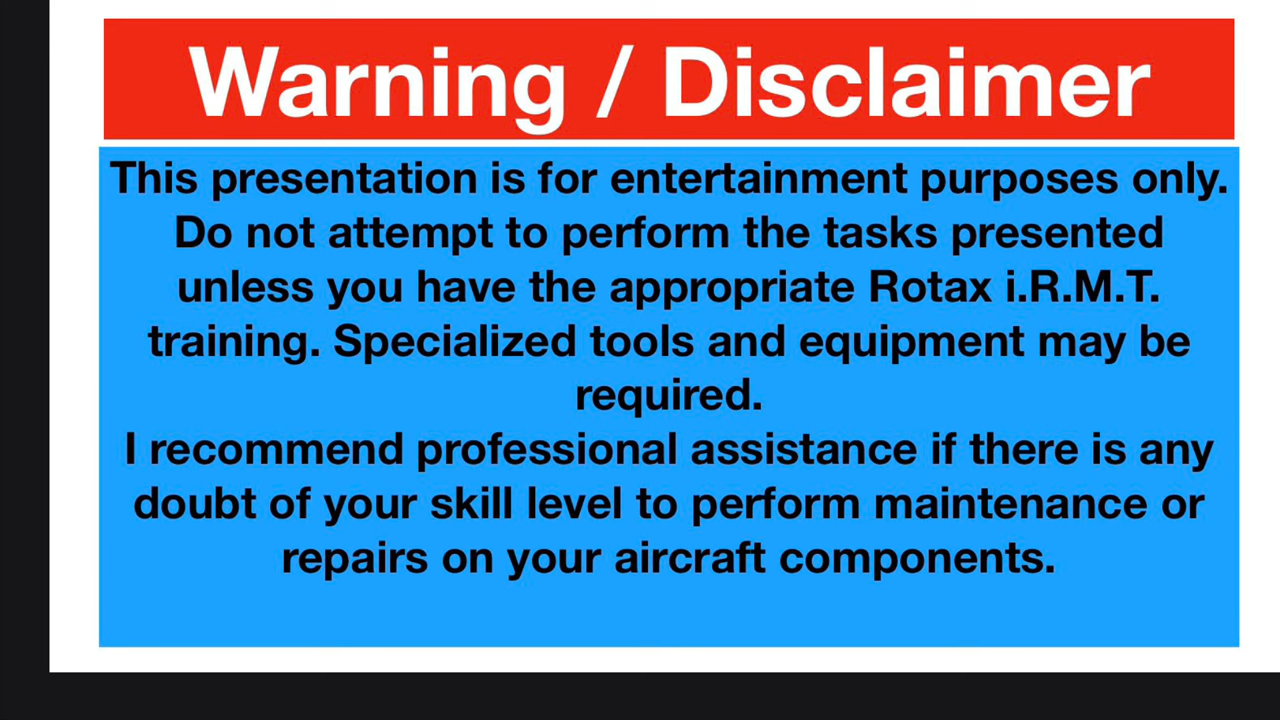 Warning / Disclaimer
This presentation is for entertainment purposes only.
Do not attempt to perform the tasks presented
unless you have the appropriate Rotax i.R.M.T.
training. Specialized tools and equipment may be
required.
I recommend professional assistance if there is any
doubt of your skill level to perform maintenance or
repairs on your aircraft components.